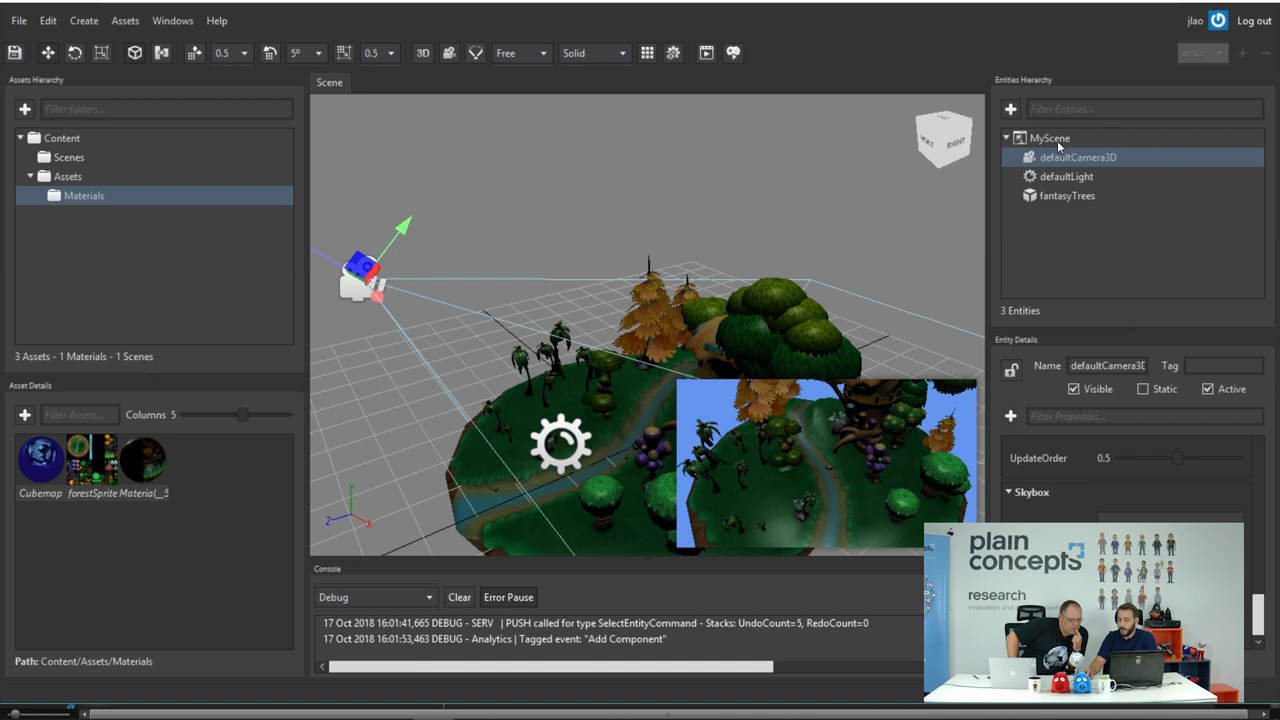 File Edit Create Assets Windows Help
jlao Log out
0.5 5° 0.5 3D Free Solid
default
Assets Hierarchy
Filter folders...
Content
Scenes
Assets
Materials
3 Assets - 1 Materials - 1 Scenes
Asset Details
Filter Assets...
Columns 5
Cubemap forestSprite Material__5
Path: Content/Assets/Materials
Scene
RIGHT
Y
Z X
Console
Debug Clear Error Pause
17 Oct 2018 16:01:41,665 DEBUG - SERV | PUSH called for type SelectEntityCommand - Stacks: UndoCount=5, RedoCount=0
17 Oct 2018 16:01:53,463 DEBUG - Analytics | Tagged event: "Add Component"
Entities Hierarchy
Filter Entities...
MyScene
defaultCamera3D
defaultLight
fantasyTrees
3 Entities
Entity Details
Name defaultCamera3D Tag
Visible Static Active
Filter Properties...
UpdateOrder 0.5
Skybox
plain
concepts
research